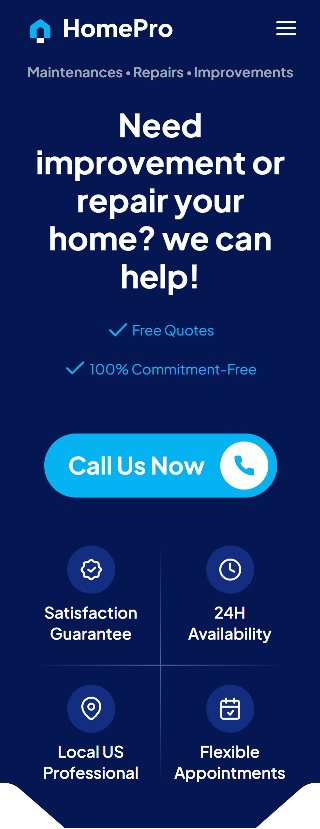 HomePro
Maintenances • Repairs • Improvements
Need
improvement or
repair your
home? we can
help!
Free Quotes
100% Commitment-Free
Call Us Now
Satisfaction
Guarantee
24H
Availability
Local US
Professional
Flexible
Appointments